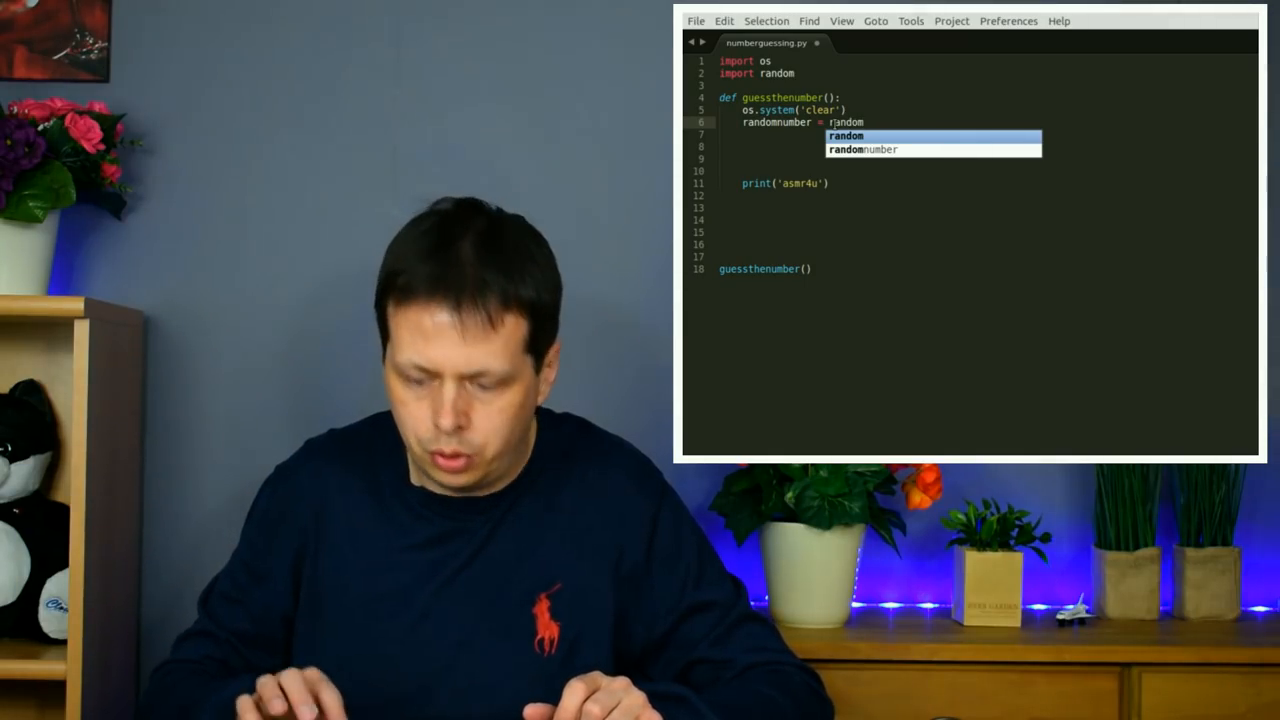 File Edit Selection Find View Goto Tools Project Preferences Help
numberguessing.py
1 import os
2 import random
3
4 def guessthenumber():
5 os.system('clear')
6 randomnumber = random
7 random
8 randomnumber
9
10
11 print('asmr4u')
12
13
14
15
16
17
18 guessthenumber()